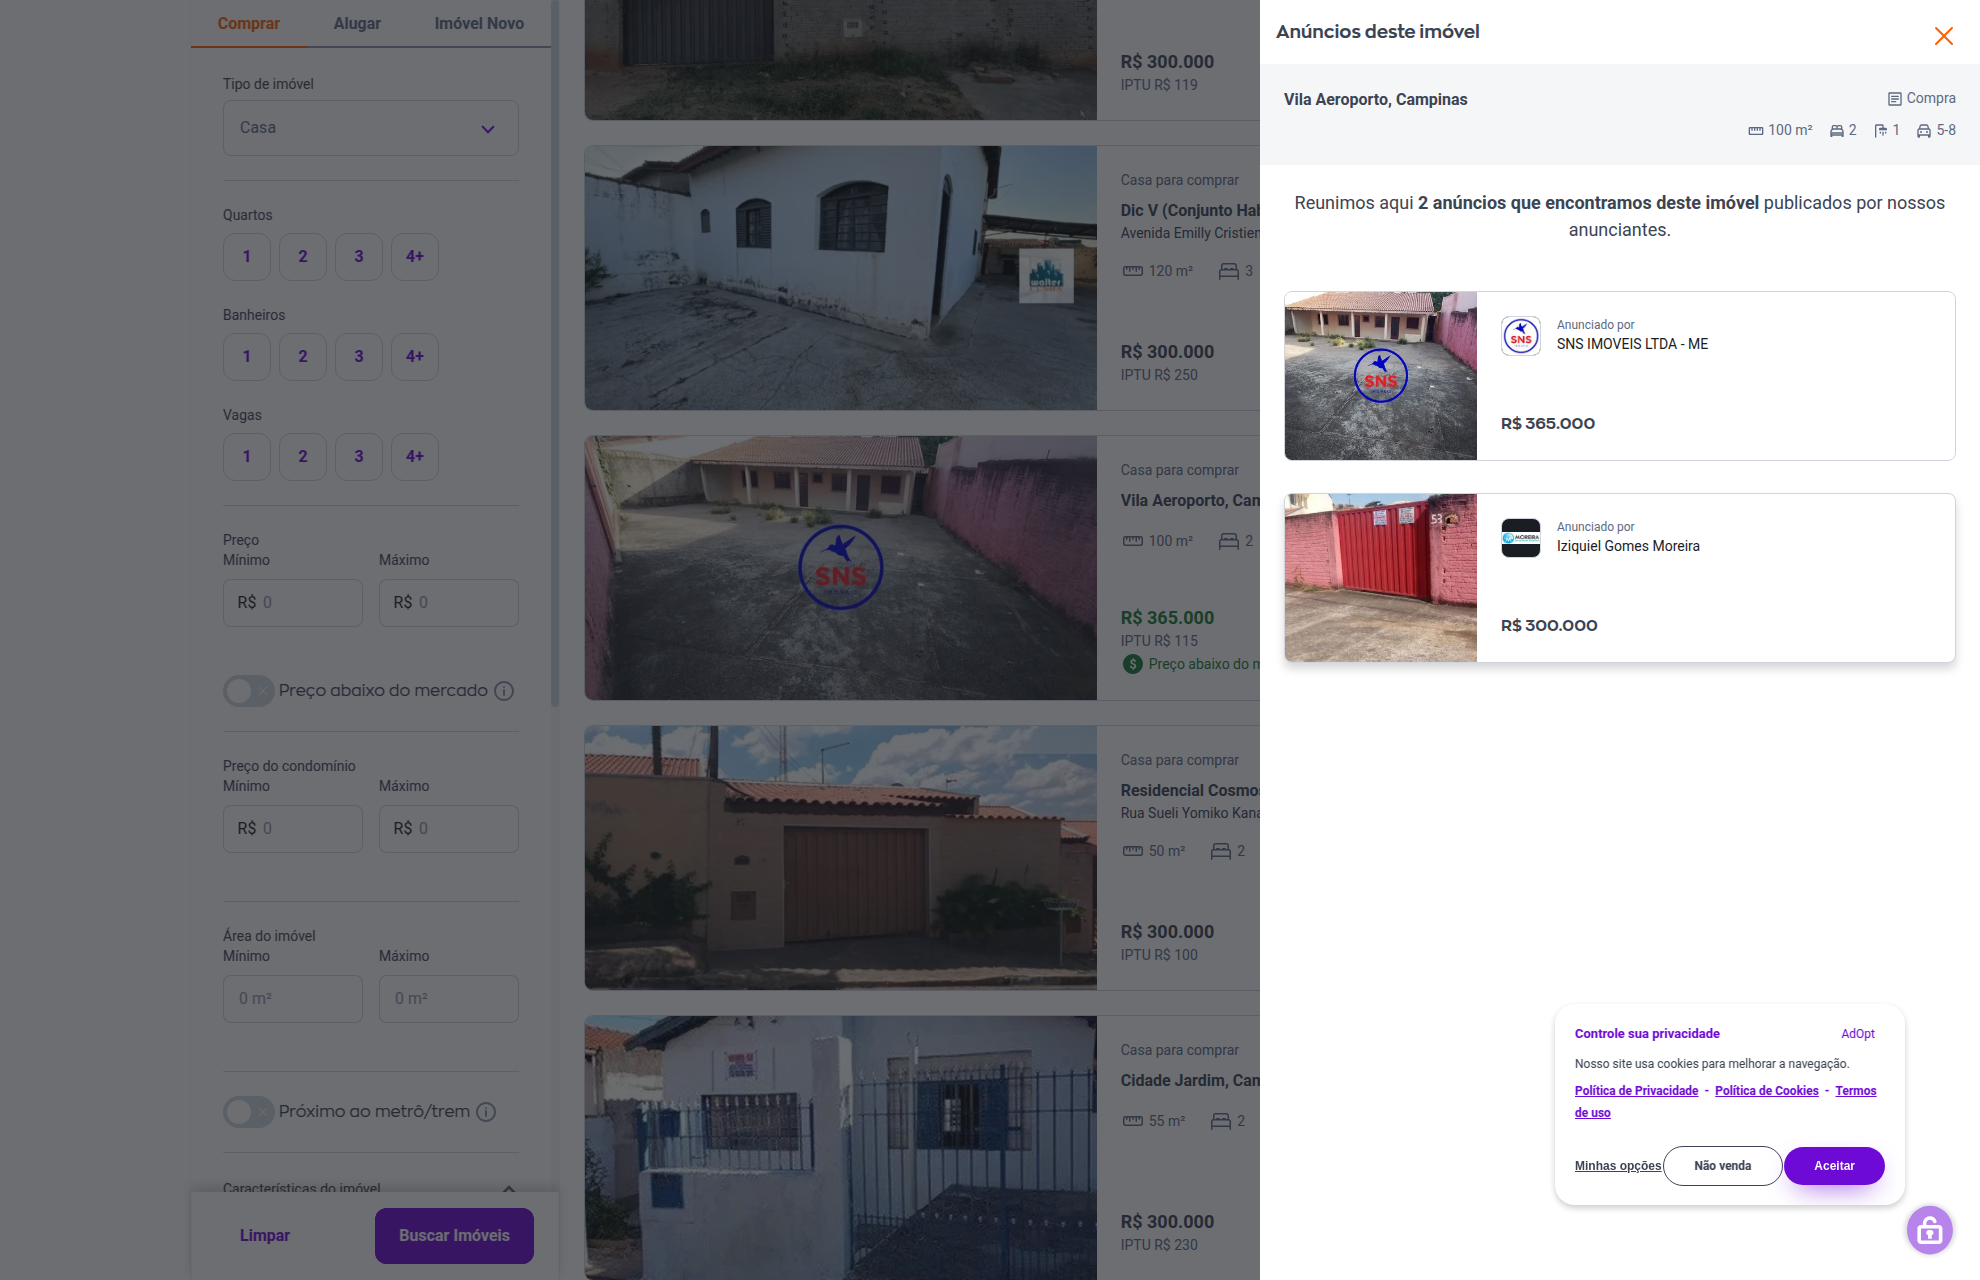 Comprar
Alugar
Imóvel Novo
Tipo de imóvel
Casa
Quartos
1
2
3
4+
Banheiros
1
2
3
4+
Vagas
1
2
3
4+
Preço
Mínimo
Máximo
R$ 0
R$ 0
Preço abaixo do mercado
Preço do condomínio
Mínimo
Máximo
R$ 0
R$ 0
Área do imóvel
Mínimo
Máximo
0 m²
0 m²
Próximo ao metrô/trem
Características do imóvel
Limpar
Buscar Imóveis
R$ 300.000
IPTU R$ 119
walter
Casa para comprar
Dic V (Conjunto Hal
Avenida Emilly Cristien
120 m²
3
R$ 300.000
IPTU R$ 250
SNS
Casa para comprar
Vila Aeroporto, Can
100 m²
2
R$ 365.000
IPTU R$ 115
Preço abaixo do m
Casa para comprar
Residencial Cosmo
Rua Sueli Yomiko Kana
50 m²
2
R$ 300.000
IPTU R$ 100
Casa para comprar
Cidade Jardim, Can
55 m²
2
R$ 300.000
IPTU R$ 230
Anúncios deste imóvel
Vila Aeroporto, Campinas
Compra
100 m²
2
1
5-8
Reunimos aqui 2 anúncios que encontramos deste imóvel publicados por nossos
anunciantes.
SNS
SNS
Anunciado por
SNS IMOVEIS LTDA - ME
R$ 365.000
53
MOREIRA
Anunciado por
Iziquiel Gomes Moreira
R$ 300.000
Controle sua privacidade
AdOpt
Nosso site usa cookies para melhorar a navegação.
Política de Privacidade - Política de Cookies - Termos
de uso
Minhas opções
Não venda
Aceitar